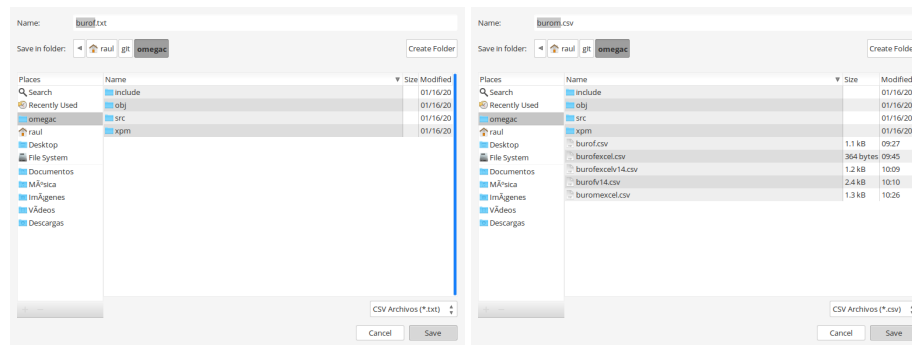 Name: burof.txt
Save in folder: raul git omegac Create Folder
Places Name Size Modified
Search include 01/16/20
Recently Used obj 01/16/20
omegac src 01/16/20
raul xpm 01/16/20
Desktop
File System
Documentos
MÃºsica
ImÃ¡genes
VÃ­deos
Descargas
CSV Archivos (*.txt)
Cancel Save
Name: burom.csv
Save in folder: raul git omegac Create Folde
Places Name Size Modified
Search include 01/16/20
Recently Used obj 01/16/20
omegac src 01/16/20
raul xpm 01/16/20
Desktop burof.csv 1.1 kB 09:27
File System burofexcel.csv 364 bytes 09:45
Documentos burofexcelv14.csv 1.2 kB 10:09
MÃºsica burofv14.csv 2.4 kB 10:10
ImÃ¡genes buromexcel.csv 1.3 kB 10:26
VÃ­deos
Descargas
CSV Archivos (*.csv)
Cancel Save